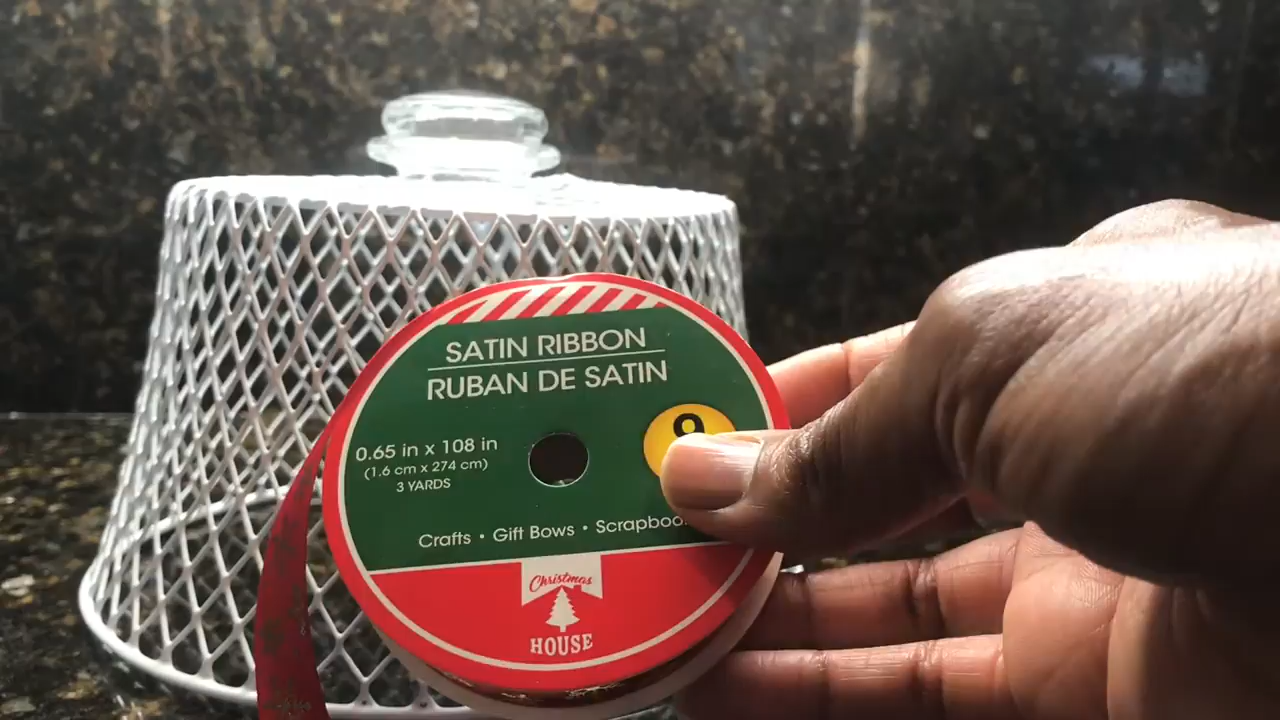 SATIN RIBBON
RUBAN DE SATIN
0.65 in x 108 in
(1.6 cm x 274 cm)
3 YARDS
Crafts • Gift Bows •
Christmas
HOUSE